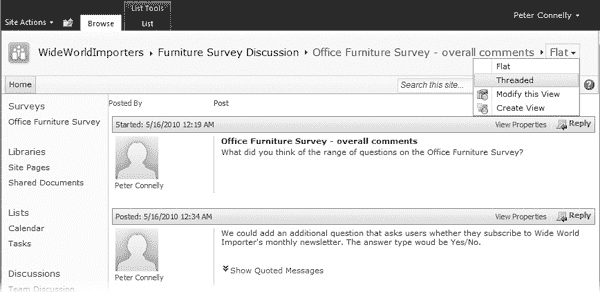 List Tools
Peter Connelly
Site Actions
Browse
List
WideWorldImporters
Furniture Survey Discussion
Office Furniture Survey - overall comments
Flat
Flat
Threaded
Modify this View
Create View
Home
Search this site...
Surveys
Office Furniture Survey
Libraries
Site Pages
Shared Documents
Lists
Calendar
Tasks
Discussions
Team Discussion
Posted By Post
Started: 5/16/2010 12:19 AM View Properties Reply
Office Furniture Survey - overall comments
What did you think of the range of questions on the Office Furniture Survey?
Peter Connelly
Posted: 5/16/2010 12:34 AM View Properties Reply
We could add an additional question that asks users whether they subscribe to Wide World
Importer's monthly newsletter. The answer type woud be Yes/No.
Peter Connelly
Show Quoted Messages